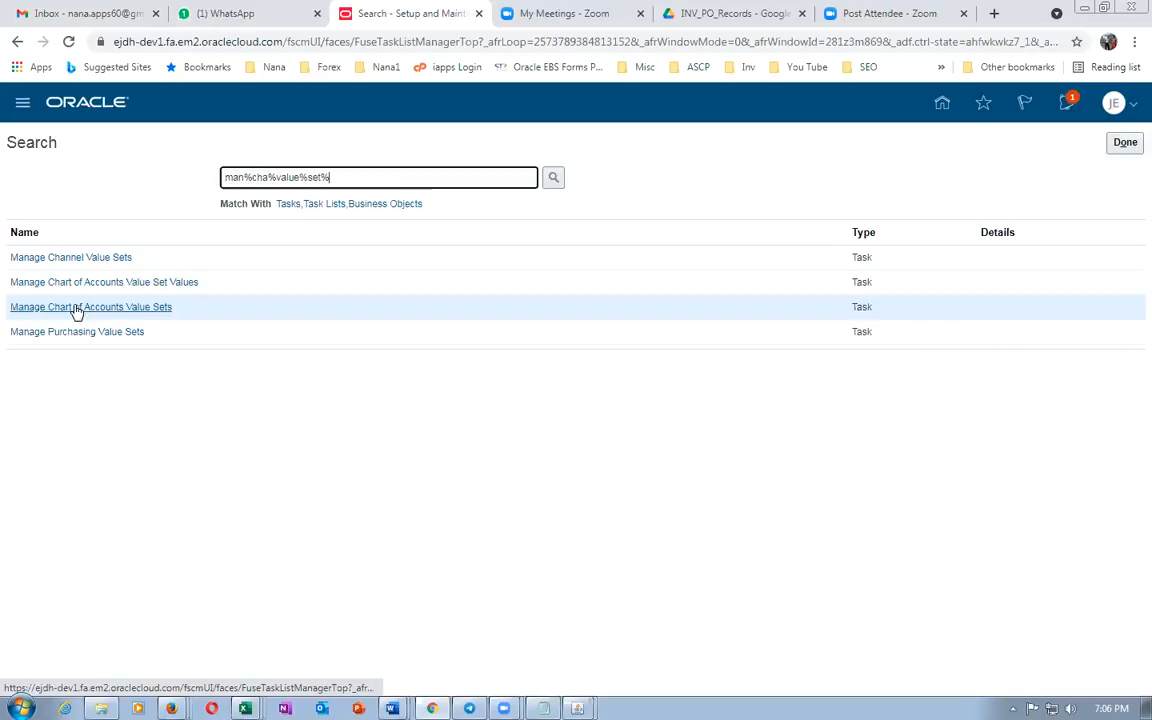 Inbox - nana.apps60@gm
(1) WhatsApp
Search - Setup and Maint
My Meetings - Zoom
INV_PO_Records - Google
Post Attendee - Zoom
ejdh-dev1.fa.em2.oraclecloud.com/fscmUI/faces/FuseTaskListManagerTop?_afrLoop=2573789384813152&_afrWindowMode=0&_afrWindowId=281z3m869&_adf.ctrl-state=ahfwkwkz7_1&_a...
Apps
Suggested Sites
Bookmarks
Nana
Forex
Nana1
iapps Login
Oracle EBS Forms P...
Misc
ASCP
Inv
You Tube
SEO
»
Other bookmarks
Reading list
ORACLE
1
JE
Search
Done
man%cha%value%set%
Match With Tasks,Task Lists,Business Objects
Name Type Details
Manage Channel Value Sets Task
Manage Chart of Accounts Value Set Values Task
Manage Chart of Accounts Value Sets Task
Manage Purchasing Value Sets Task
https://ejdh-dev1.fa.em2.oraclecloud.com/fscmUI/faces/FuseTaskListManagerTop?_afr...
7:06 PM